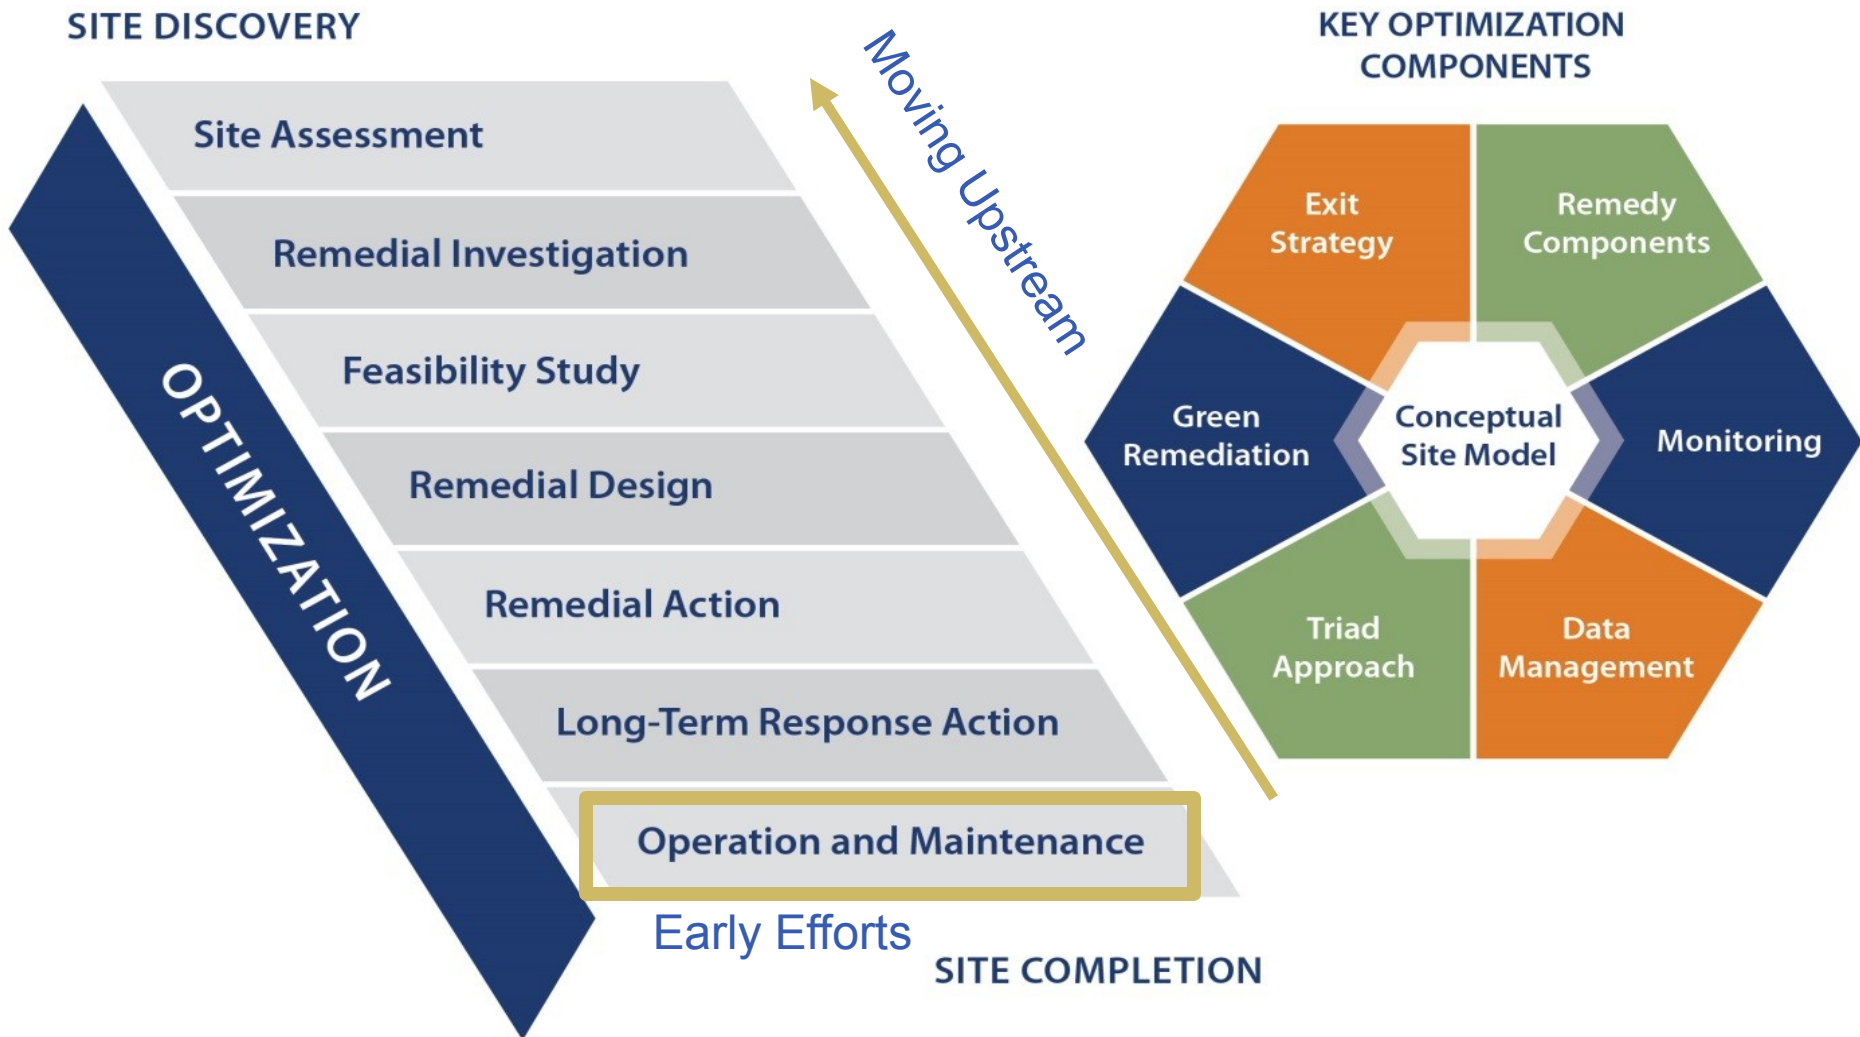 SITE DISCOVERY
Site Assessment
Remedial Investigation
Feasibility Study
Remedial Design
Remedial Action
Long-Term Response Action
Operation and Maintenance
OPTIMIZATION
Early Efforts
SITE COMPLETION
Moving Upstream
KEY OPTIMIZATION
COMPONENTS
Exit
Strategy
Remedy
Components
Green
Remediation
Conceptual
Site Model
Monitoring
Triad
Approach
Data
Management